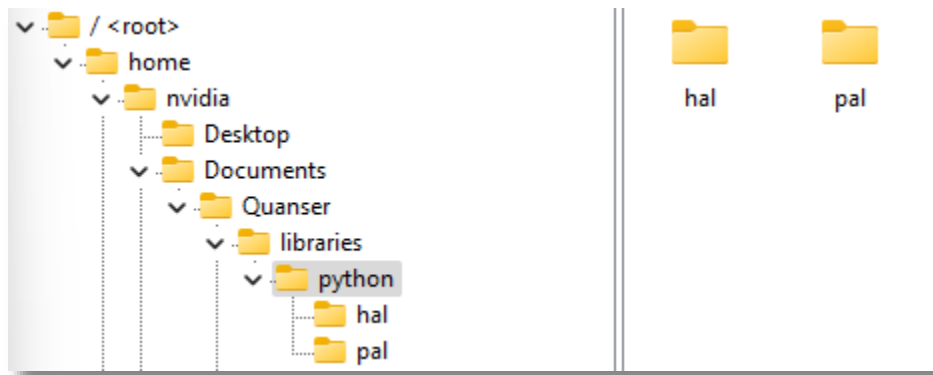 / <root>
home
nvidia
Desktop
Documents
Quanser
libraries
python
hal
pal
hal
pal